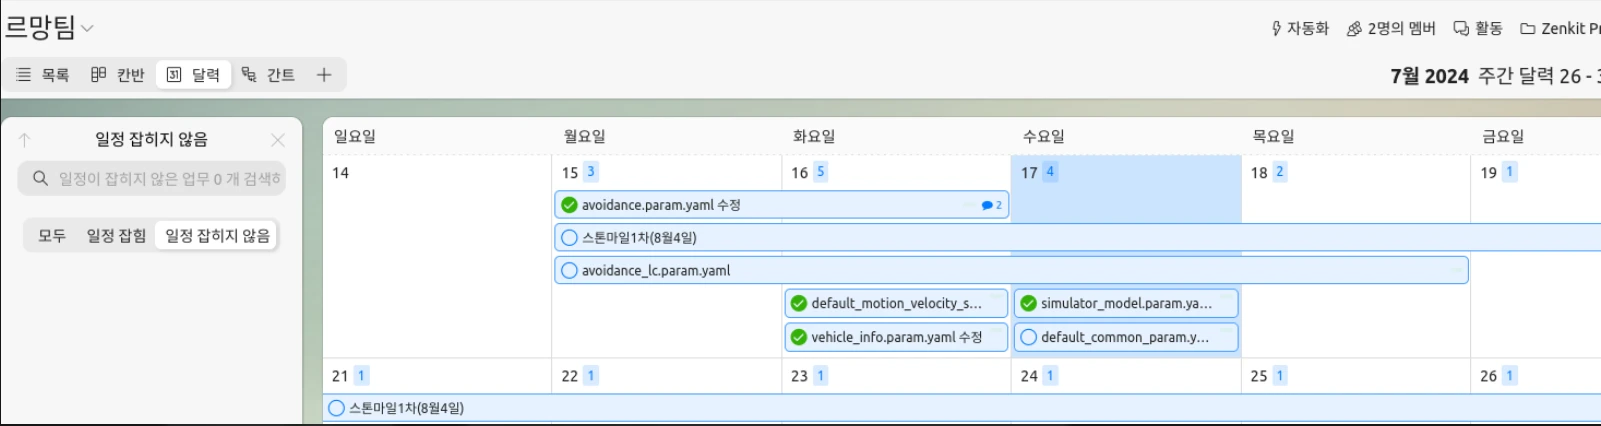 르망팀
자동화 2명의 멤버 활동 Zenkit Pr
목록 칸반 31 달력 간트
7월 2024 주간 달력 26 -
일정 잡히지 않음
일정이 잡히지 않은 업무 0 개 검색하
모두 일정 잡힘 일정 잡히지 않음
일요일 월요일 화요일 수요일 목요일 금요일
14 15 3 16 5 17 4 18 2 19 1
avoidance.param.yaml 수정 2
스톤마일1차(8월4일)
avoidance_lc.param.yaml
default_motion_velocity_s... simulator_model.param.ya...
vehicle_info.param.yaml 수정 default_common_param.y...
21 1 22 1 23 1 24 1 25 1 26 1
스톤마일1차(8월4일)